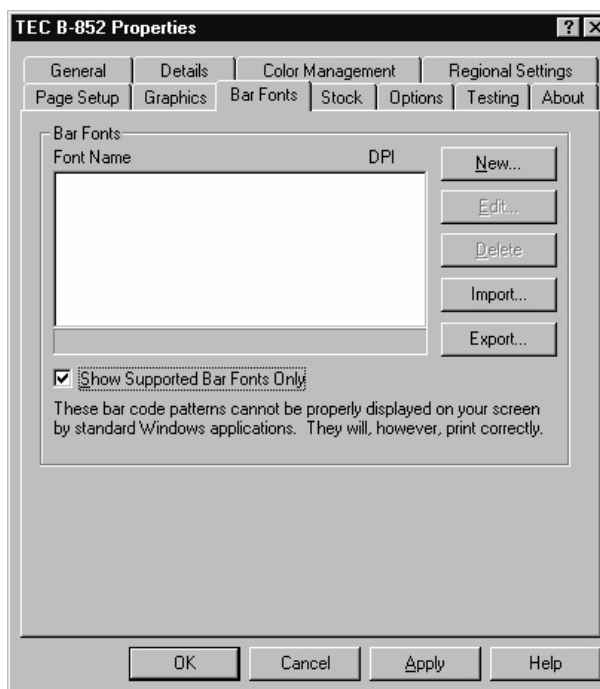 TEC B-852 Properties ? x
General Details Color Management Regional Settings
Page Setup Graphics Bar Fonts Stock Options Testing About
Bar Fonts
Font Name DPI
New...
Edit...
Delete
Import...
Export...
Show Supported Bar Fonts Only
These bar code patterns cannot be properly displayed on your screen
by standard Windows applications. They will, however, print correctly.
OK Cancel Apply Help